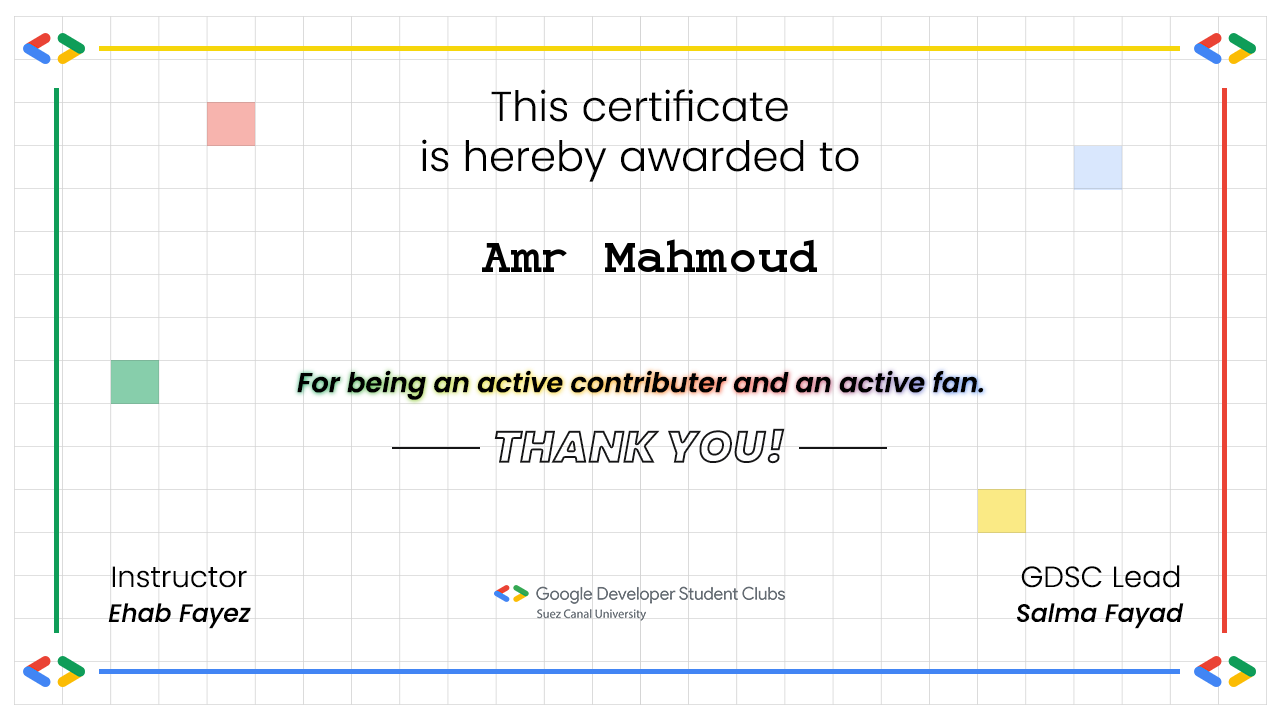 This certificate
is hereby awarded to
Amr Mahmoud
For being an active contributer and an active fan.
THANK YOU!
Instructor
Ehab Fayez
Google Developer Student Clubs
Suez Canal University
GDSC Lead
Salma Fayad